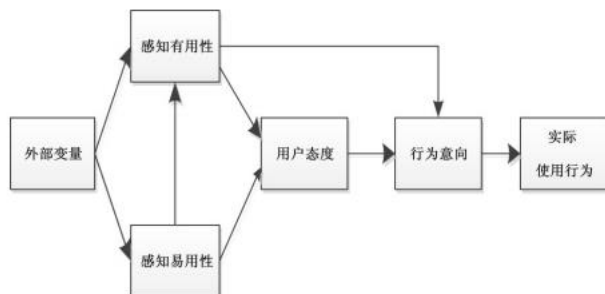 感知有用性
外部变量
用户态度
行为意向
实际
使用行为
感知易用性